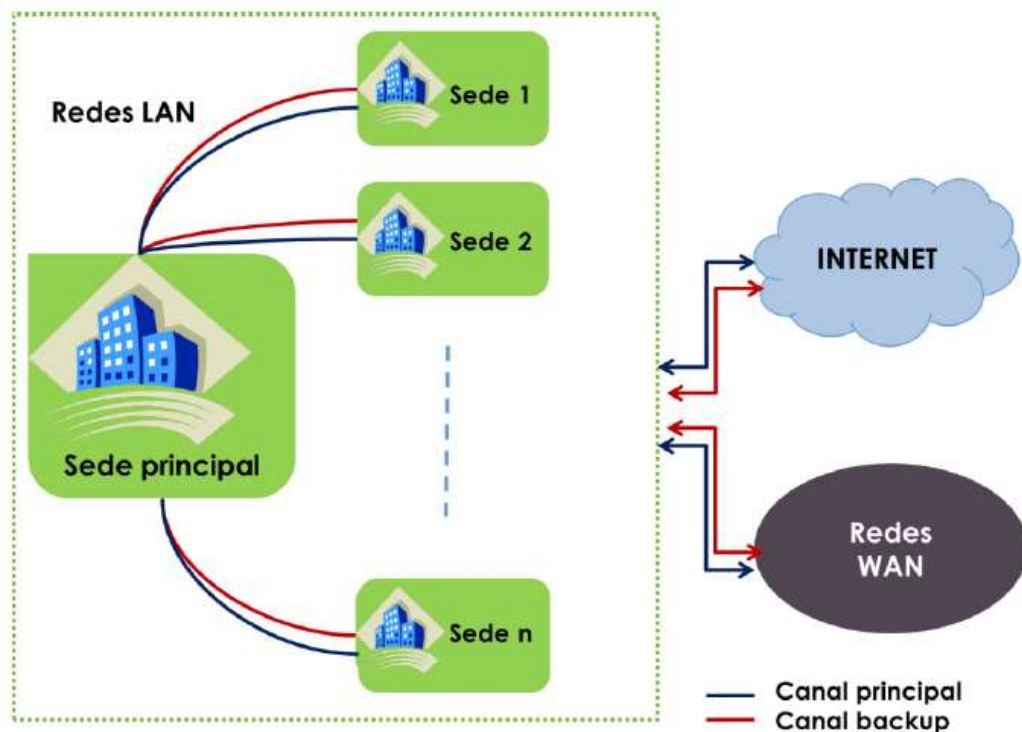 Redes LAN
Sede 1
Sede 2
Sede principal
Sede n
INTERNET
Redes
WAN
Canal principal
Canal backup